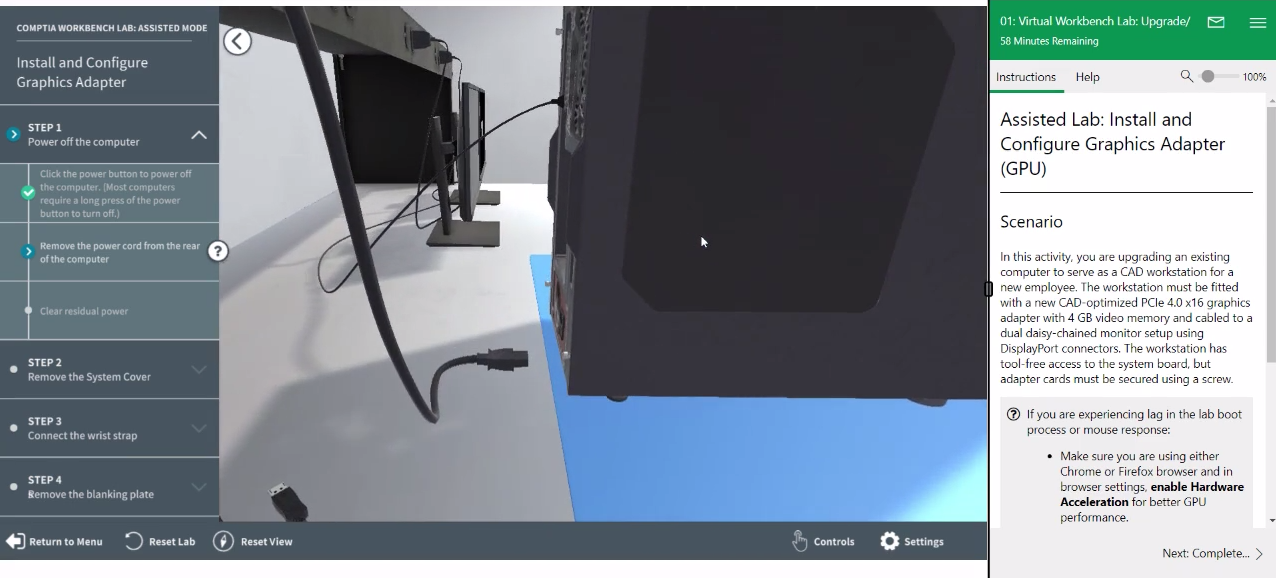 COMPTIA WORKBENCH LAB: ASSISTED MODE
Install and Configure
Graphics Adapter
STEP 1
Power off the computer
Click the power button to power off
the computer. (Most computers
require a long press of the power
button to turn off.)
Remove the power cord from the rear
of the computer
?
Clear residual power
STEP 2
Remove the System Cover
STEP 3
Connect the wrist strap
STEP 4
Remove the blanking plate
Return to Menu
Reset Lab
Reset View
Controls
Settings
01: Virtual Workbench Lab: Upgrade/
58 Minutes Remaining
Instructions
Help
100%
Assisted Lab: Install and
Configure Graphics Adapter
(GPU)
Scenario
In this activity, you are upgrading an existing
computer to serve as a CAD workstation for a
new employee. The workstation must be fitted
with a new CAD-optimized PCIe 4.0 x16 graphics
adapter with 4 GB video memory and cabled to a
dual daisy-chained monitor setup using
DisplayPort connectors. The workstation has
tool-free access to the system board, but
adapter cards must be secured using a screw.
? If you are experiencing lag in the lab boot
process or mouse response:
• Make sure you are using either
Chrome or Firefox browser and in
browser settings, enable Hardware
Acceleration for better GPU
performance.
Next: Complete...